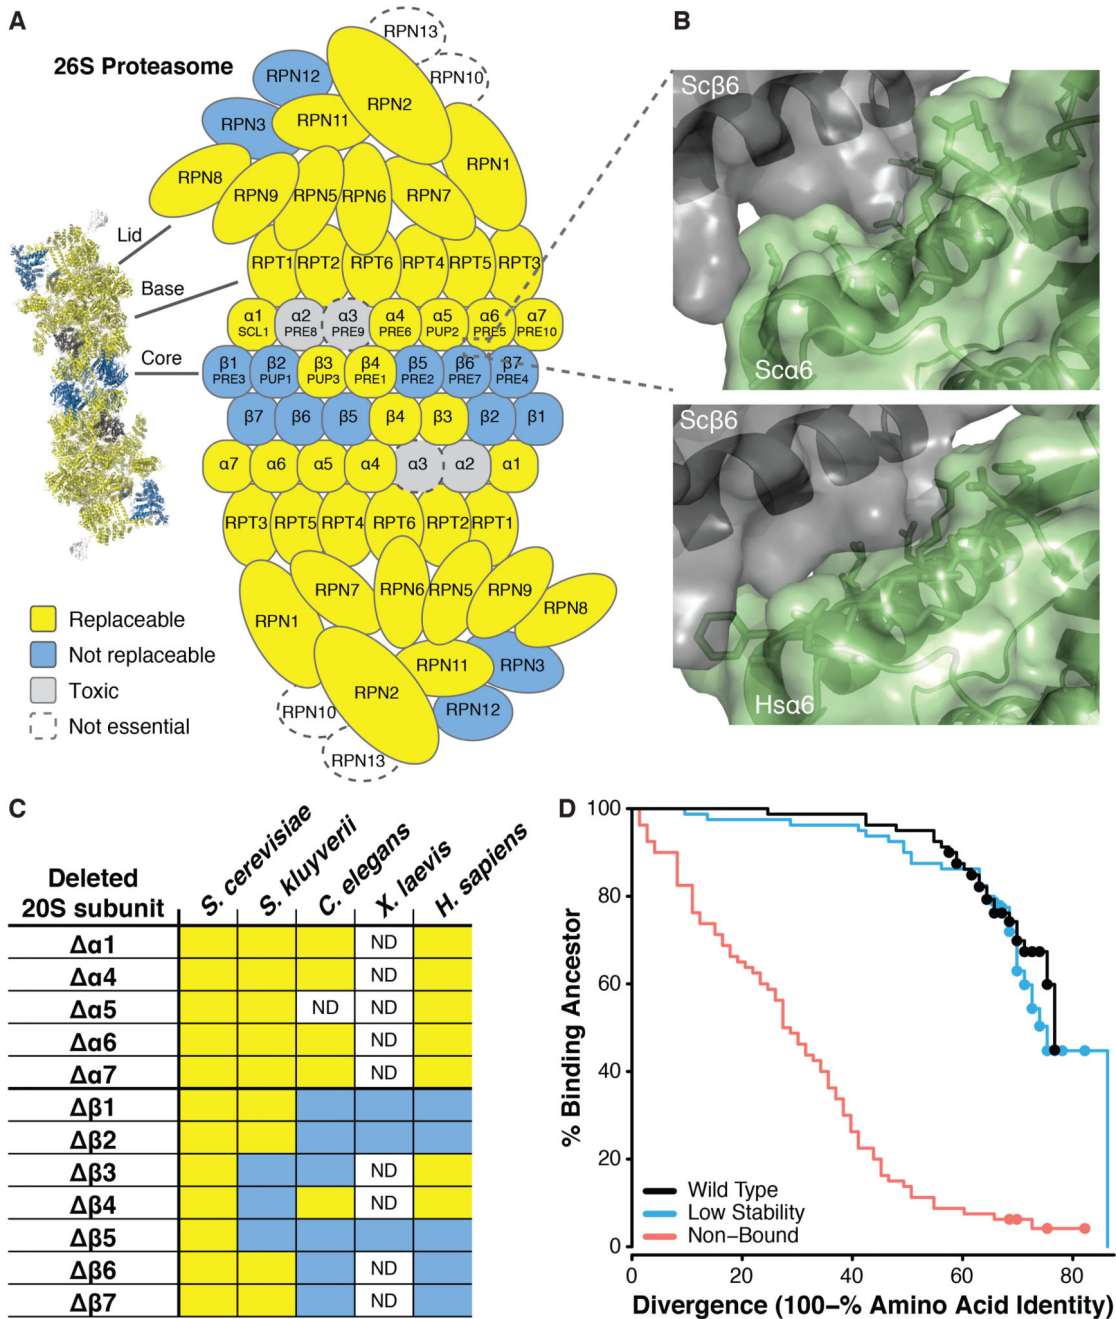 A
26S Proteasome
RPN13
RPN10
RPN12
RPN2
RPN3
RPN11
RPN1
RPN8
RPN9
RPN5
RPN6
RPN7
Lid
RPT1 RPT2 RPT6 RPT4 RPT5 RPT3
Base
α1 α2 α3 α4 α5 α6 α7
SCL1 PRE8 PRE9 PRE6 PUP2 PRE5 PRE10
Core
β1 β2 β3 β4 β5 β6 β7
PRE3 PUP1 PUP3 PRE1 PRE2 PRE7 PRE4
β7 β6 β5 β4 β3 β2 β1
α7 α6 α5 α4 α3 α2 α1
RPT3 RPT5 RPT4 RPT6 RPT2 RPT1
RPN7
RPN6
RPN5
RPN9
RPN8
RPN1
RPN11
RPN3
RPN2
RPN10
RPN12
RPN13
Replaceable
Not replaceable
Toxic
Not essential
B
Scβ6
Scα6
Scβ6
Hsα6
C
Deleted
20S subunit
S. cerevisiae
S. kluyverii
C. elegans
X. laevis
H. sapiens
Δα1 ND
Δα4 ND
Δα5 ND ND
Δα6 ND
Δα7 ND
Δβ1
Δβ2
Δβ3 ND
Δβ4 ND
Δβ5
Δβ6 ND
Δβ7 ND
D
% Binding Ancestor
100
80
60
40
20
0
Wild Type
Low Stability
Non–Bound
0 20 40 60 80
Divergence (100–% Amino Acid Identity)